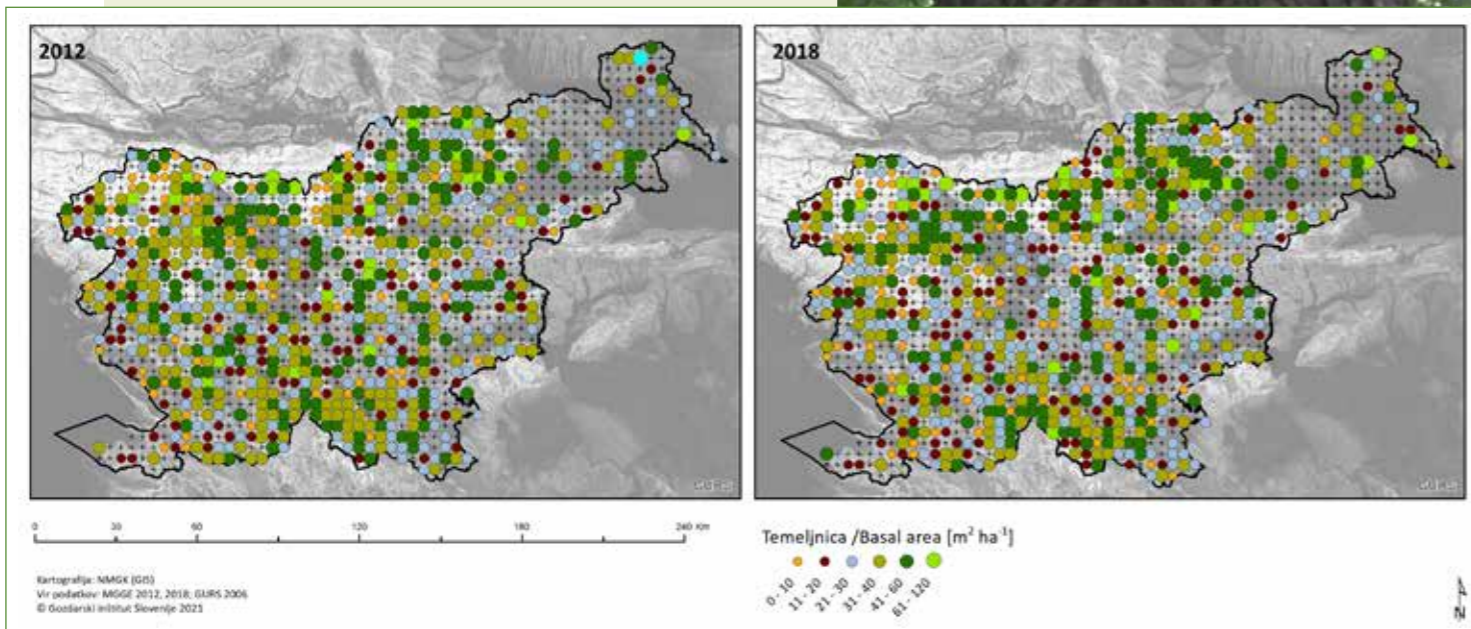 2012
2018
GURS
GURS
0 30 60 120 180 240 Km
Temeljnica /Basal area [m² ha⁻¹]
0 - 10
11 - 20
21 - 30
31 - 40
41 - 60
61 - 120
Kartografija: NMGK (GIS)
Vir podatkov: MGGE 2012, 2018; GURS 2006
© Gozdarski inštitut Slovenije 2021
N